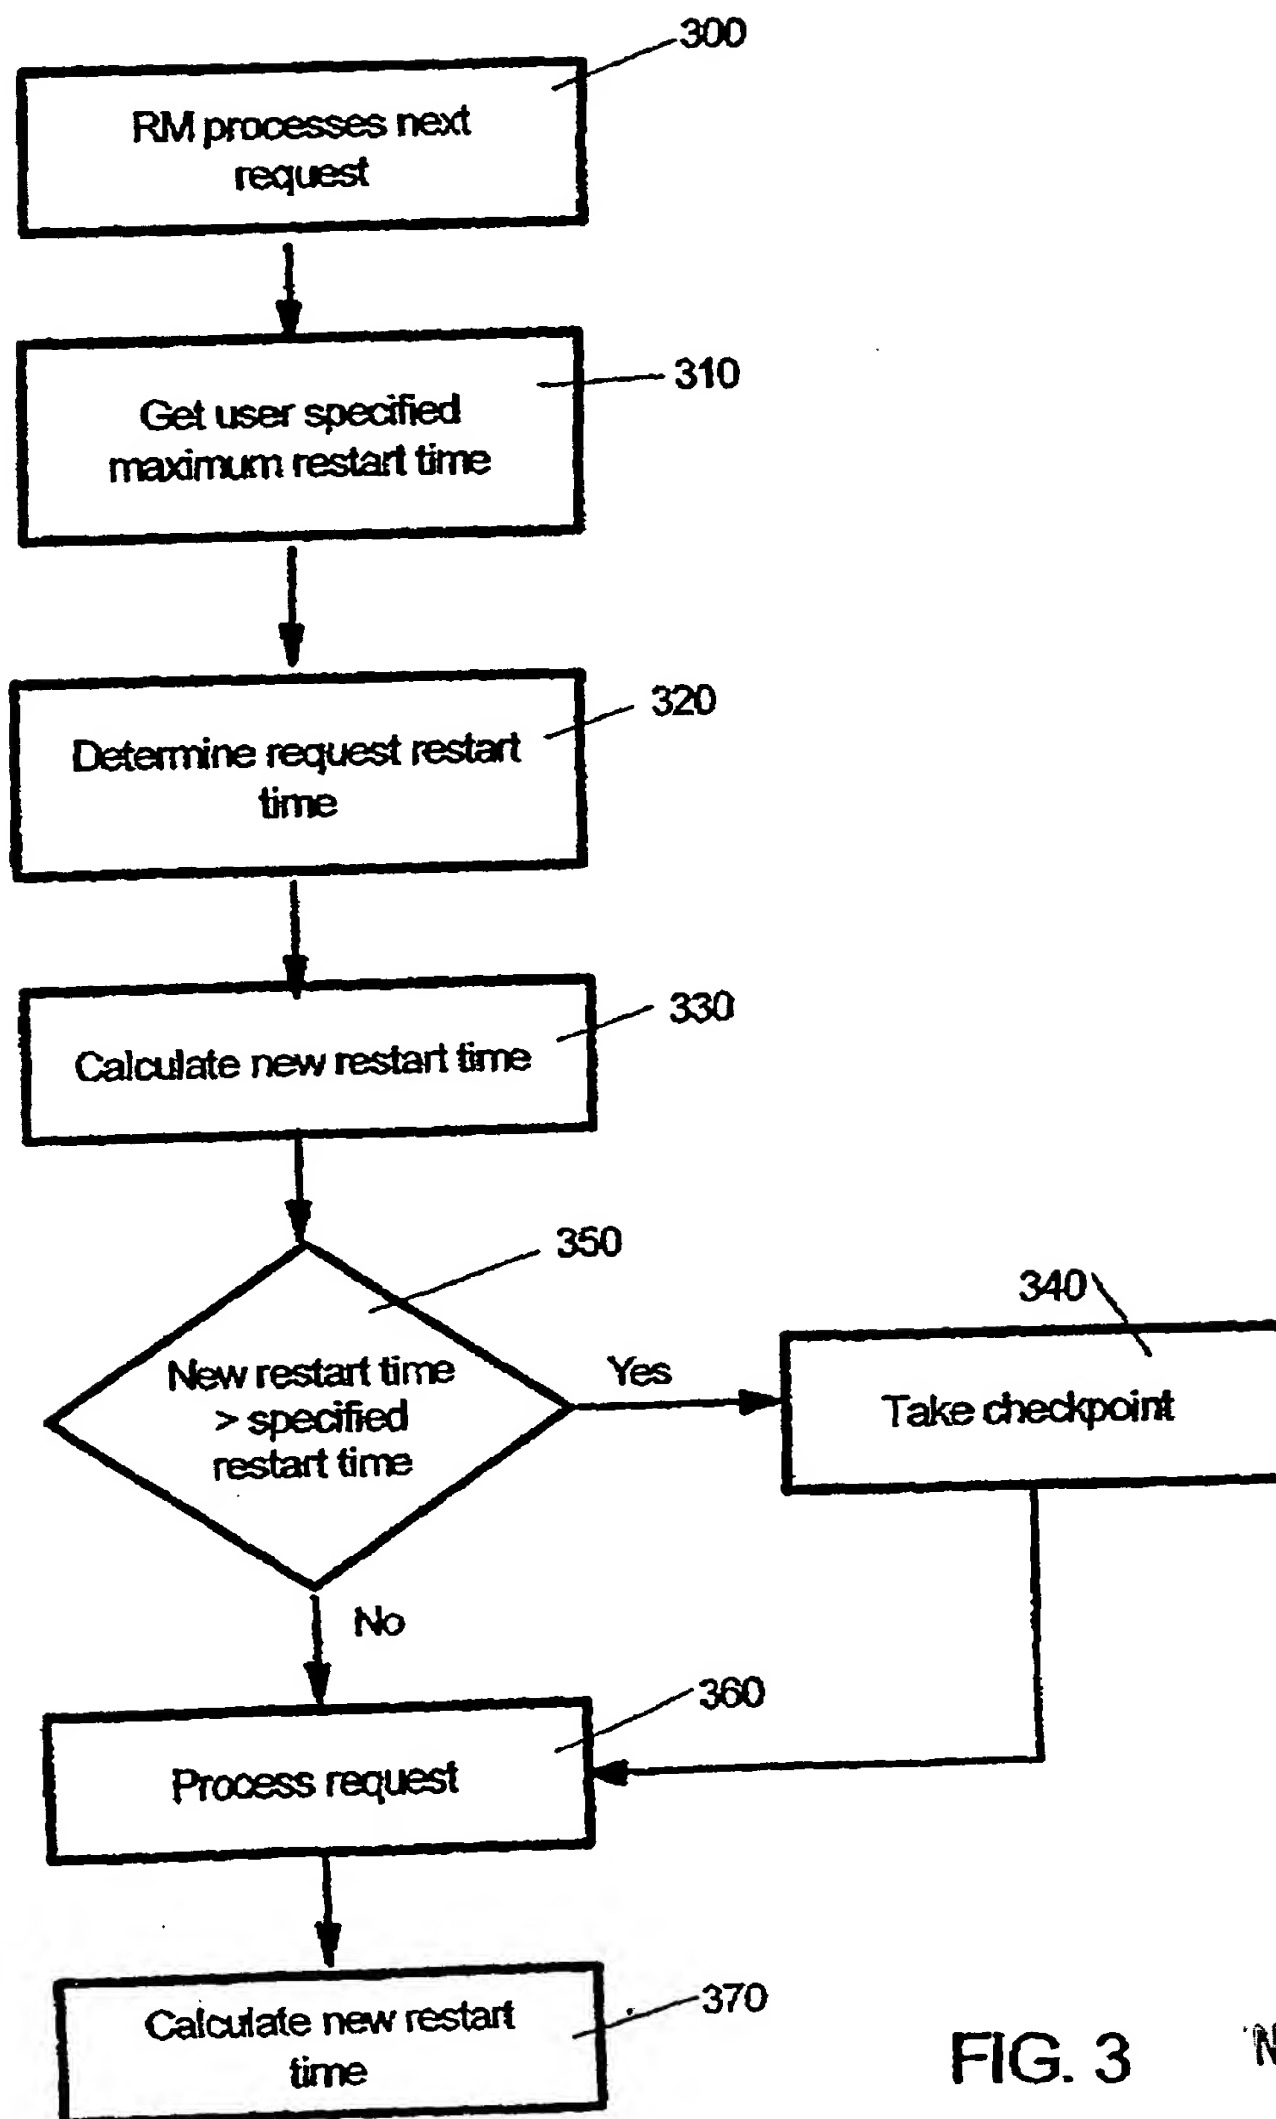 300
RM processes next
request
310
Get user specified
maximum restart time
320
Determine request restart
time
330
Calculate new restart time
350
340
New restart time
> specified
restart time
Yes
Take checkpoint
No
360
Process request
370
Calculate new restart
time
FIG. 3